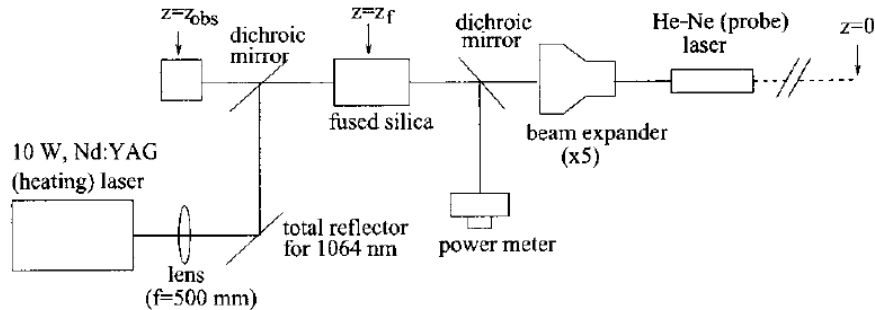 z=z_obs
dichroic
mirror
z=z_f
dichroic
mirror
He-Ne (probe)
laser
z=0
fused silica
beam expander
(x5)
10 W, Nd:YAG
(heating) laser
total reflector
for 1064 nm
power meter
lens
(f=500 mm)